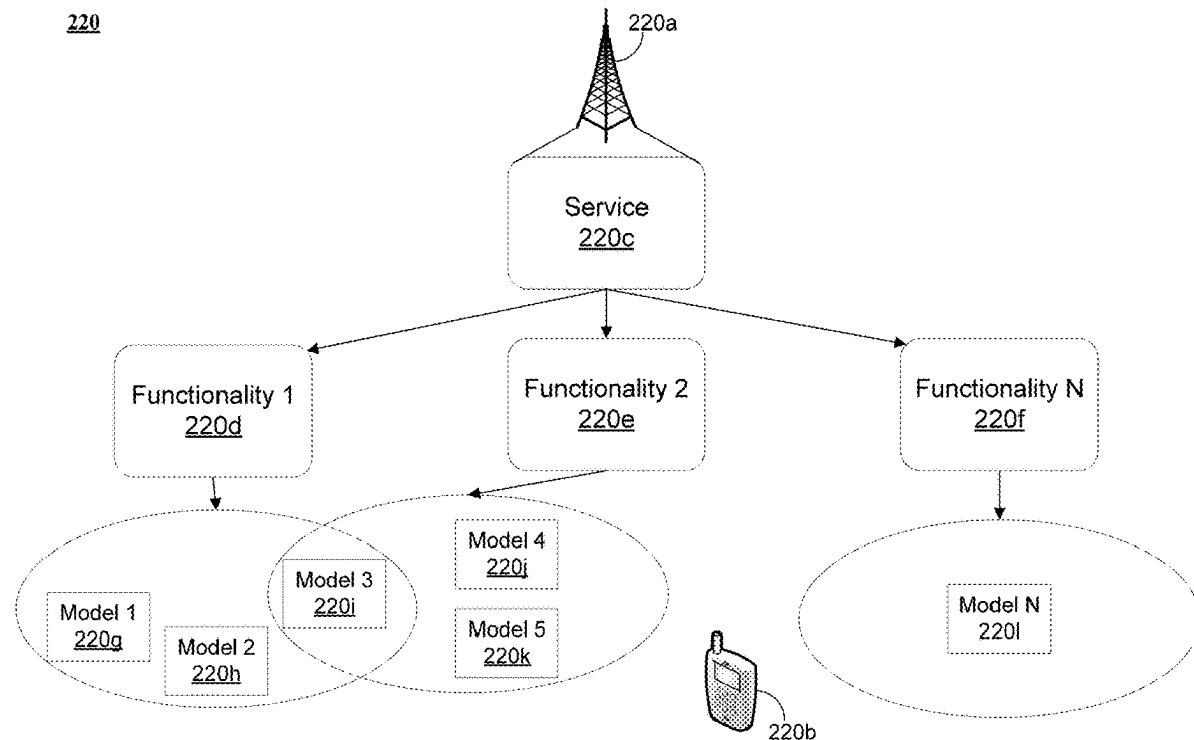 220
220a
Service
220c
Functionality 1
220d
Functionality 2
220e
Functionality N
220f
Model 1
220g
Model 2
220h
Model 3
220i
Model 4
220j
Model 5
220k
Model N
220l
220b